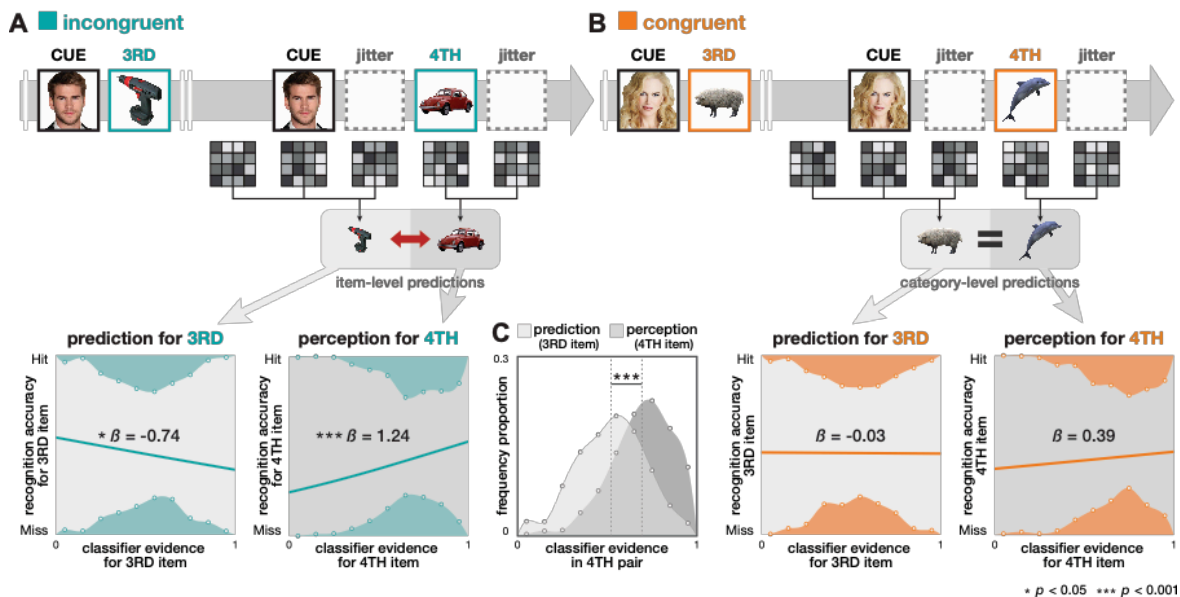 A incongruent
CUE 3RD CUE jitter 4TH jitter
item-level predictions
prediction for 3RD
Hit
recognition accuracy
for 3RD item
* ß = -0.74
Miss
0 1
classifier evidence
for 3RD item
perception for 4TH
recognition accuracy
for 4TH item
*** ß = 1.24
0 1
classifier evidence
for 4TH item
C prediction perception
(3RD item) (4TH item)
0.3
***
frequency proportion
0
0 1
classifier evidence
in 4TH pair
B congruent
CUE 3RD CUE jitter 4TH jitter
category-level predictions
prediction for 3RD
Hit
recognition accuracy
3RD item
ß = -0.03
Miss
0 1
classifier evidence
for 3RD item
perception for 4TH
recognition accuracy
4TH item
ß = 0.39
0 1
classifier evidence
for 4TH item
* p < 0.05 *** p < 0.001